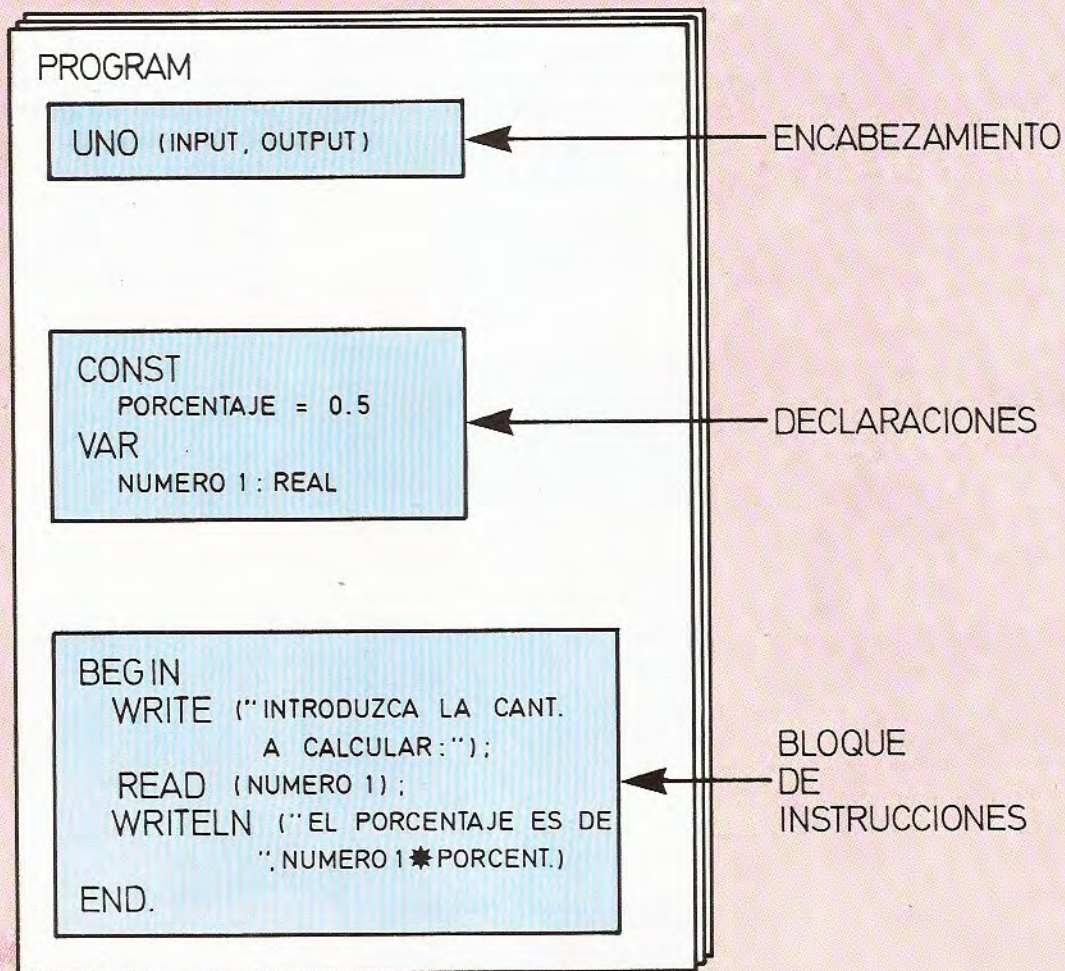 PROGRAM
UNO (INPUT, OUTPUT)
ENCABEZAMIENTO
CONST
PORCENTAJE = 0.5
VAR
NUMERO 1 : REAL
DECLARACIONES
BEGIN
WRITE ("INTRODUZCA LA CANT.
A CALCULAR:");
READ (NUMERO 1);
WRITELN ("EL PORCENTAJE ES DE
",NUMERO 1*PORCENT.)
END.
BLOQUE
DE
INSTRUCCIONES